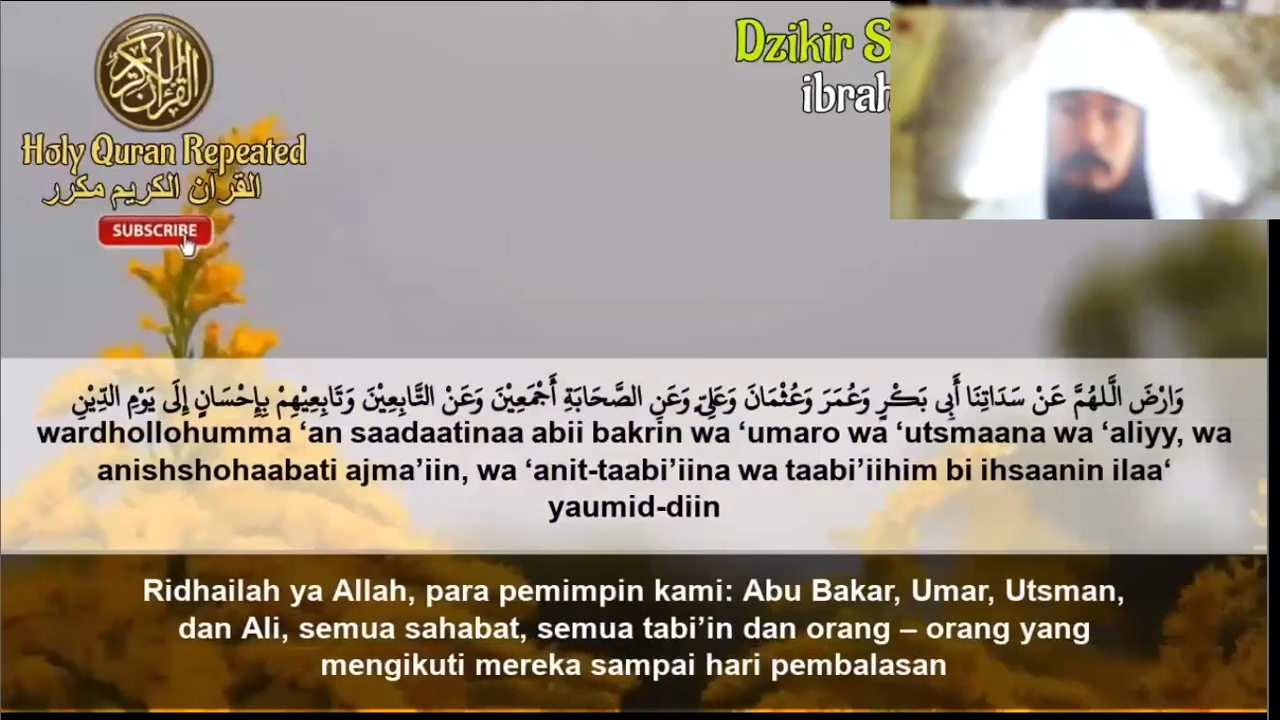 القرآن الكريم
Holy Quran Repeated
القرآن الكريم مكرر
SUBSCRIBE
Dzikir
وَارْضَ الَّلهُمَّ عَنْ سَدَاتِنَا أَبِى بَكْرٍ وَعُمَرَ وَعُثْمَانَ وَعَلِيّ وَعَنِ الصَّحَابَةِ أَجْمَعِيْنَ وَعَنْ التَّابِعِيْنَ وَتَابِعِيْهِمْ بِإِحْسَانٍ إِلَى يَوْمِ الدِّيْنِ
wardhollohumma ‘an saadaatinaa abii bakrin wa ‘umaro wa ‘utsmaana wa ‘aliyy, wa
anishshohaabati ajma’iin, wa ‘anit-taabi’iina wa taabi’iihim bi ihsaanin ilaa‘
yaumid-diin
Ridhailah ya Allah, para pemimpin kami: Abu Bakar, Umar, Utsman,
dan Ali, semua sahabat, semua tabi’in dan orang – orang yang
mengikuti mereka sampai hari pembalasan